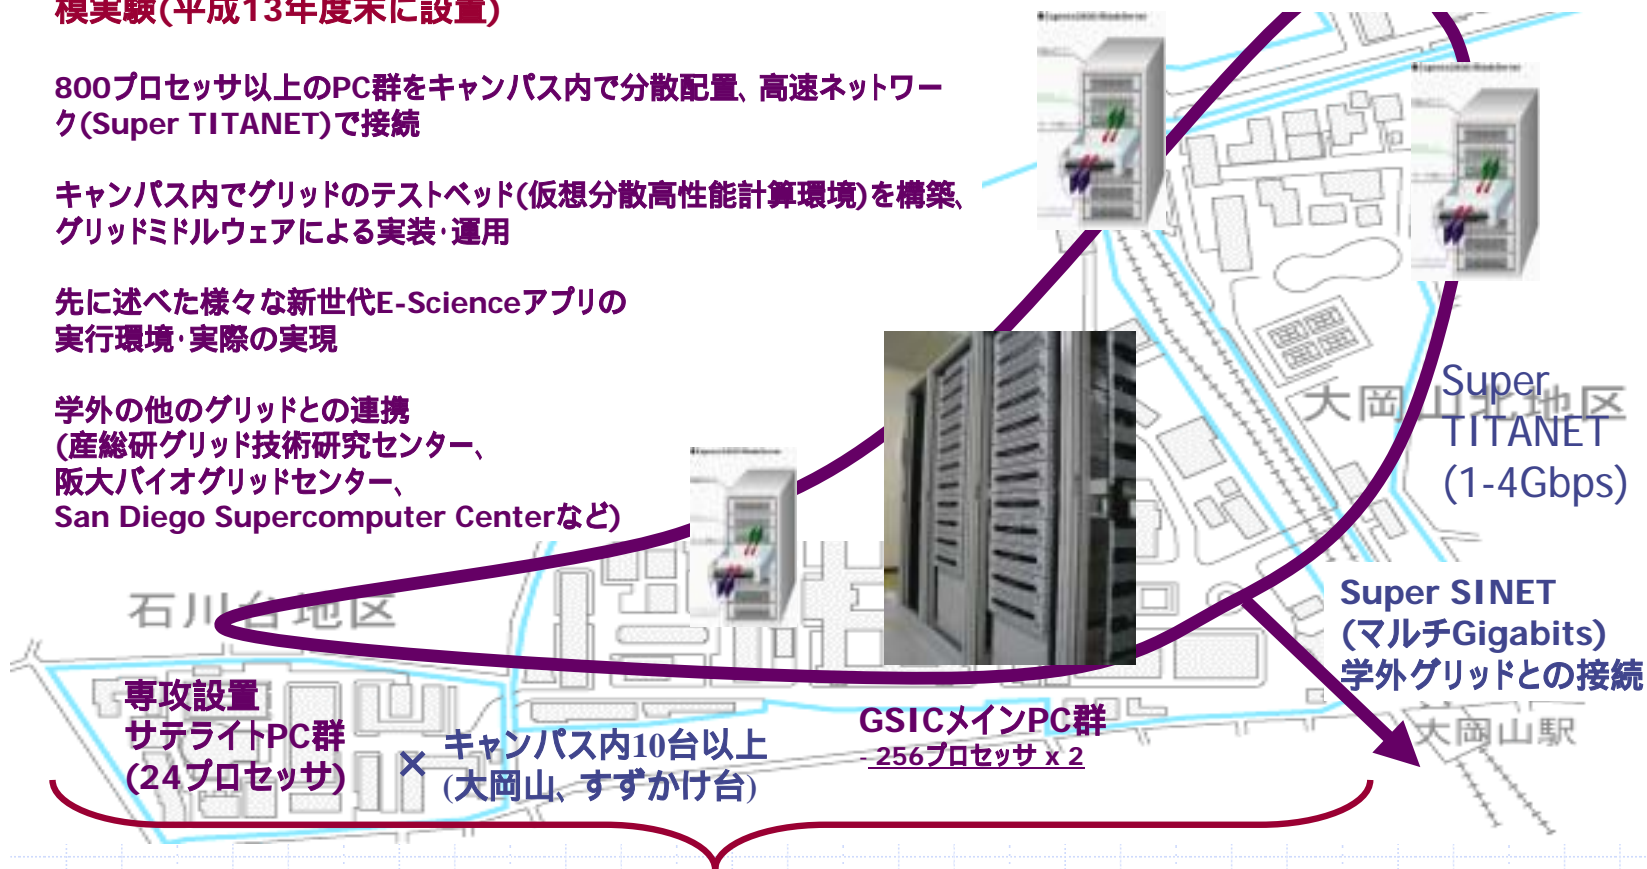 模実験(平成13年度末に設置)
800プロセッサ以上のPC群をキャンパス内で分散配置、高速ネットワー
ク(Super TITANET)で接続
キャンパス内でグリッドのテストベッド(仮想分散高性能計算環境)を構築、
グリッドミドルウェアによる実装・運用
先に述べた様々な新世代E-Scienceアプリの
実行環境・実際の実現
学外の他のグリッドとの連携
(産総研グリッド技術研究センター、
阪大バイオグリッドセンター、
San Diego Supercomputer Centerなど)
大岡山北地区
Super
TITANET
(1-4Gbps)
石川台地区
Super SINET
(マルチGigabits)
学外グリッドとの接続
大岡山駅
専攻設置
サテライトPC群
(24プロセッサ)
× キャンパス内10台以上
(大岡山、すずかけ台)
GSICメインPC群
- 256プロセッサ x 2